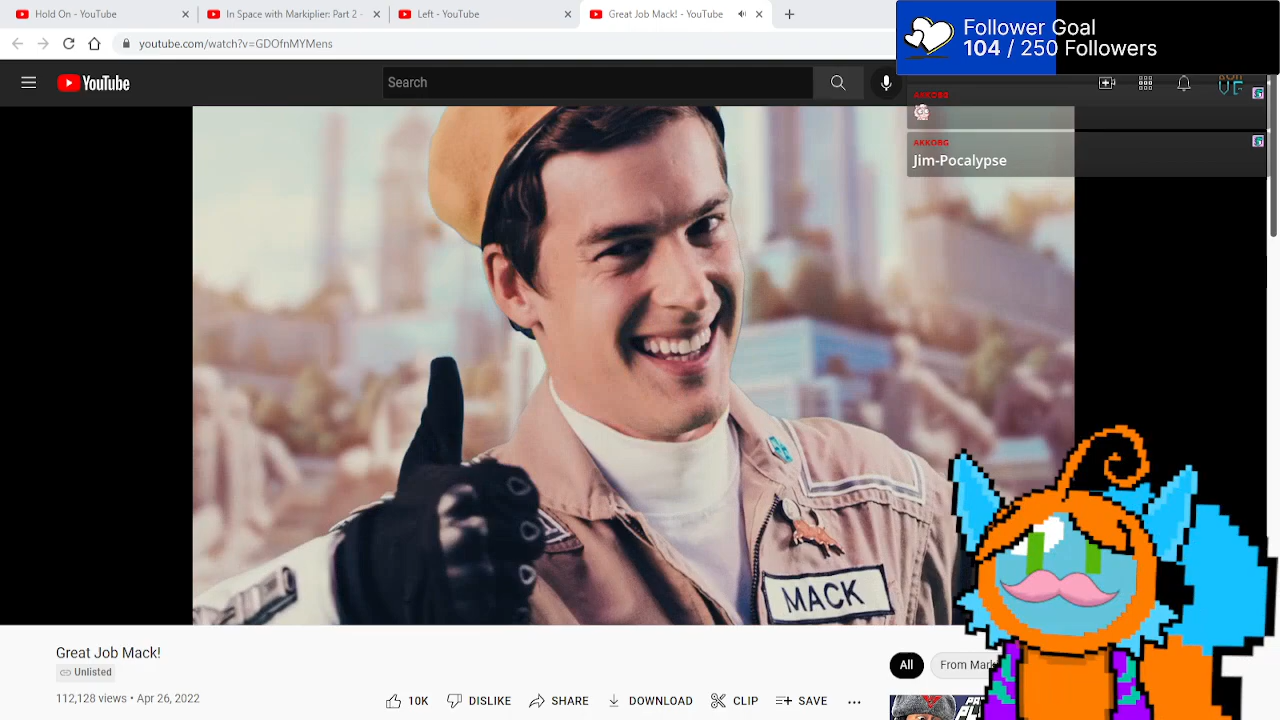 Hold On - YouTube
In Space with Markiplier: Part 2 -
Left - YouTube
Great Job Mack! - YouTube
youtube.com/watch?v=GDOfnMYMens
Follower Goal
104 / 250 Followers
YouTube
Search
AKKOBG
AKKOBG
Jim-Pocalypse
MACK
Great Job Mack!
Unlisted
112,128 views • Apr 26, 2022
DISLIKE
SHARE
DOWNLOAD
CLIP
SAVE
All
From